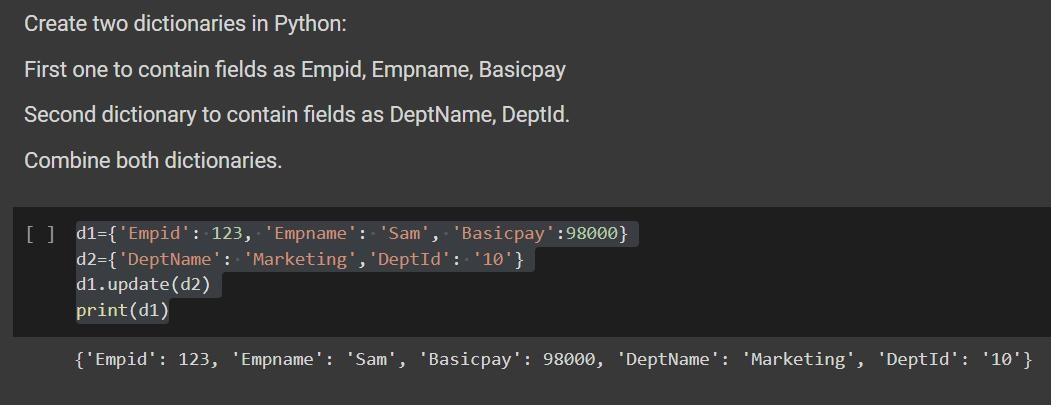 Create two dictionaries in Python:
First one to contain fields as Empid, Empname, Basicpay
Second dictionary to contain fields as DeptName, DeptId.
Combine both dictionaries.
[ ] d1={'Empid': 123, 'Empname': 'Sam', 'Basicpay':98000}
d2={'DeptName': 'Marketing','DeptId': '10'}
d1.update(d2)
print(d1)
{'Empid': 123, 'Empname': 'Sam', 'Basicpay': 98000, 'DeptName': 'Marketing', 'DeptId': '10'}